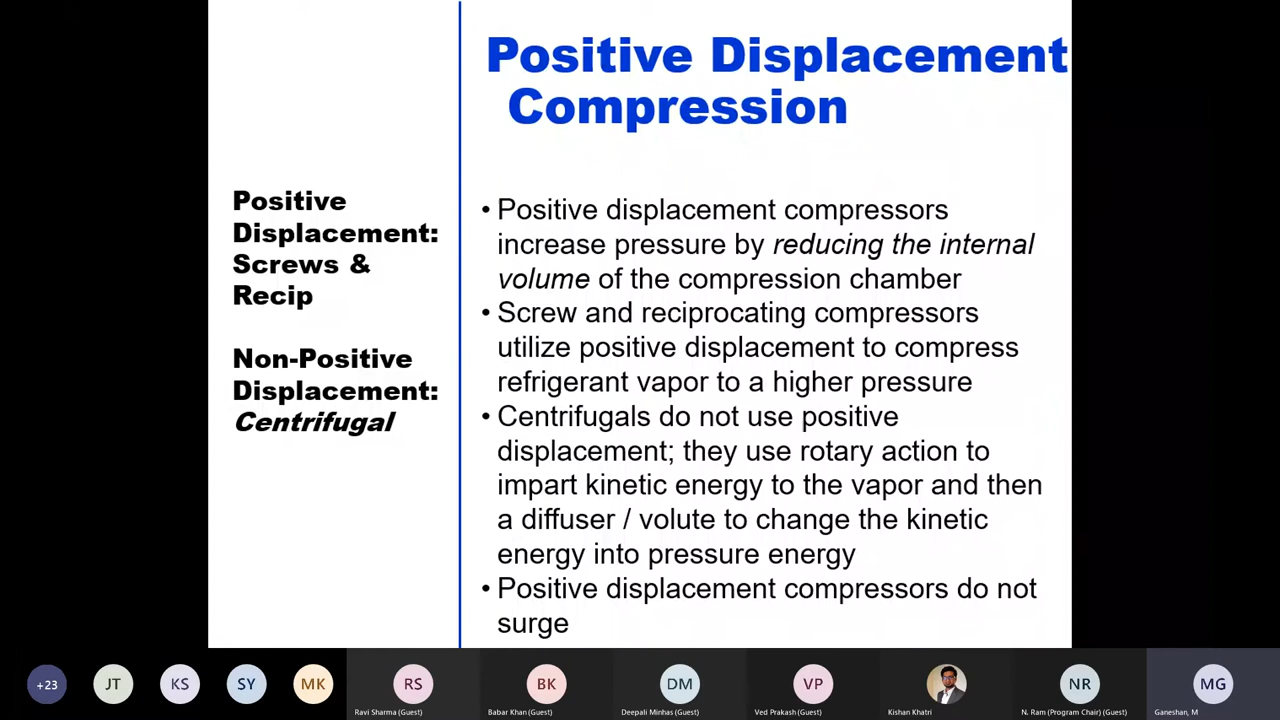 Positive Displacement
Compression
Positive
Displacement:
Screws &
Recip
Non-Positive
Displacement:
Centrifugal
• Positive displacement compressors
increase pressure by reducing the internal
volume of the compression chamber
• Screw and reciprocating compressors
utilize positive displacement to compress
refrigerant vapor to a higher pressure
• Centrifugals do not use positive
displacement; they use rotary action to
impart kinetic energy to the vapor and then
a diffuser / volute to change the kinetic
energy into pressure energy
• Positive displacement compressors do not
surge
+23 JT KS SY MK RS BK DM VP NR MG
Ravi Sharma (Guest) Babar Khan (Guest) Deepali Minhas (Guest) Ved Prakash (Guest) Kishan Khatri N. Ram (Program Chair) (Guest) Ganeshan, M